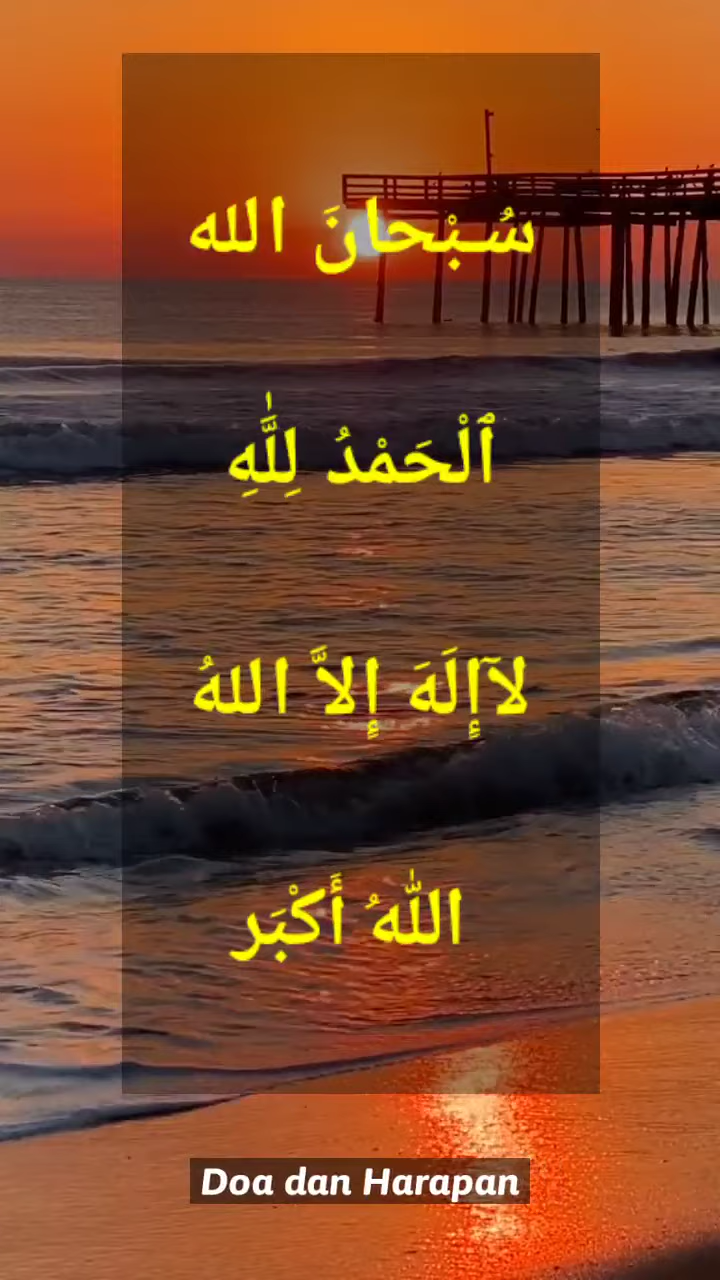 سُبْحانَ الله
ٱلْحَمْدُ لِلَّٰهِ
لآإِلَهَ إِلاَّ اللهُ
اللّٰهُ أَكْبَر
Doa dan Harapan